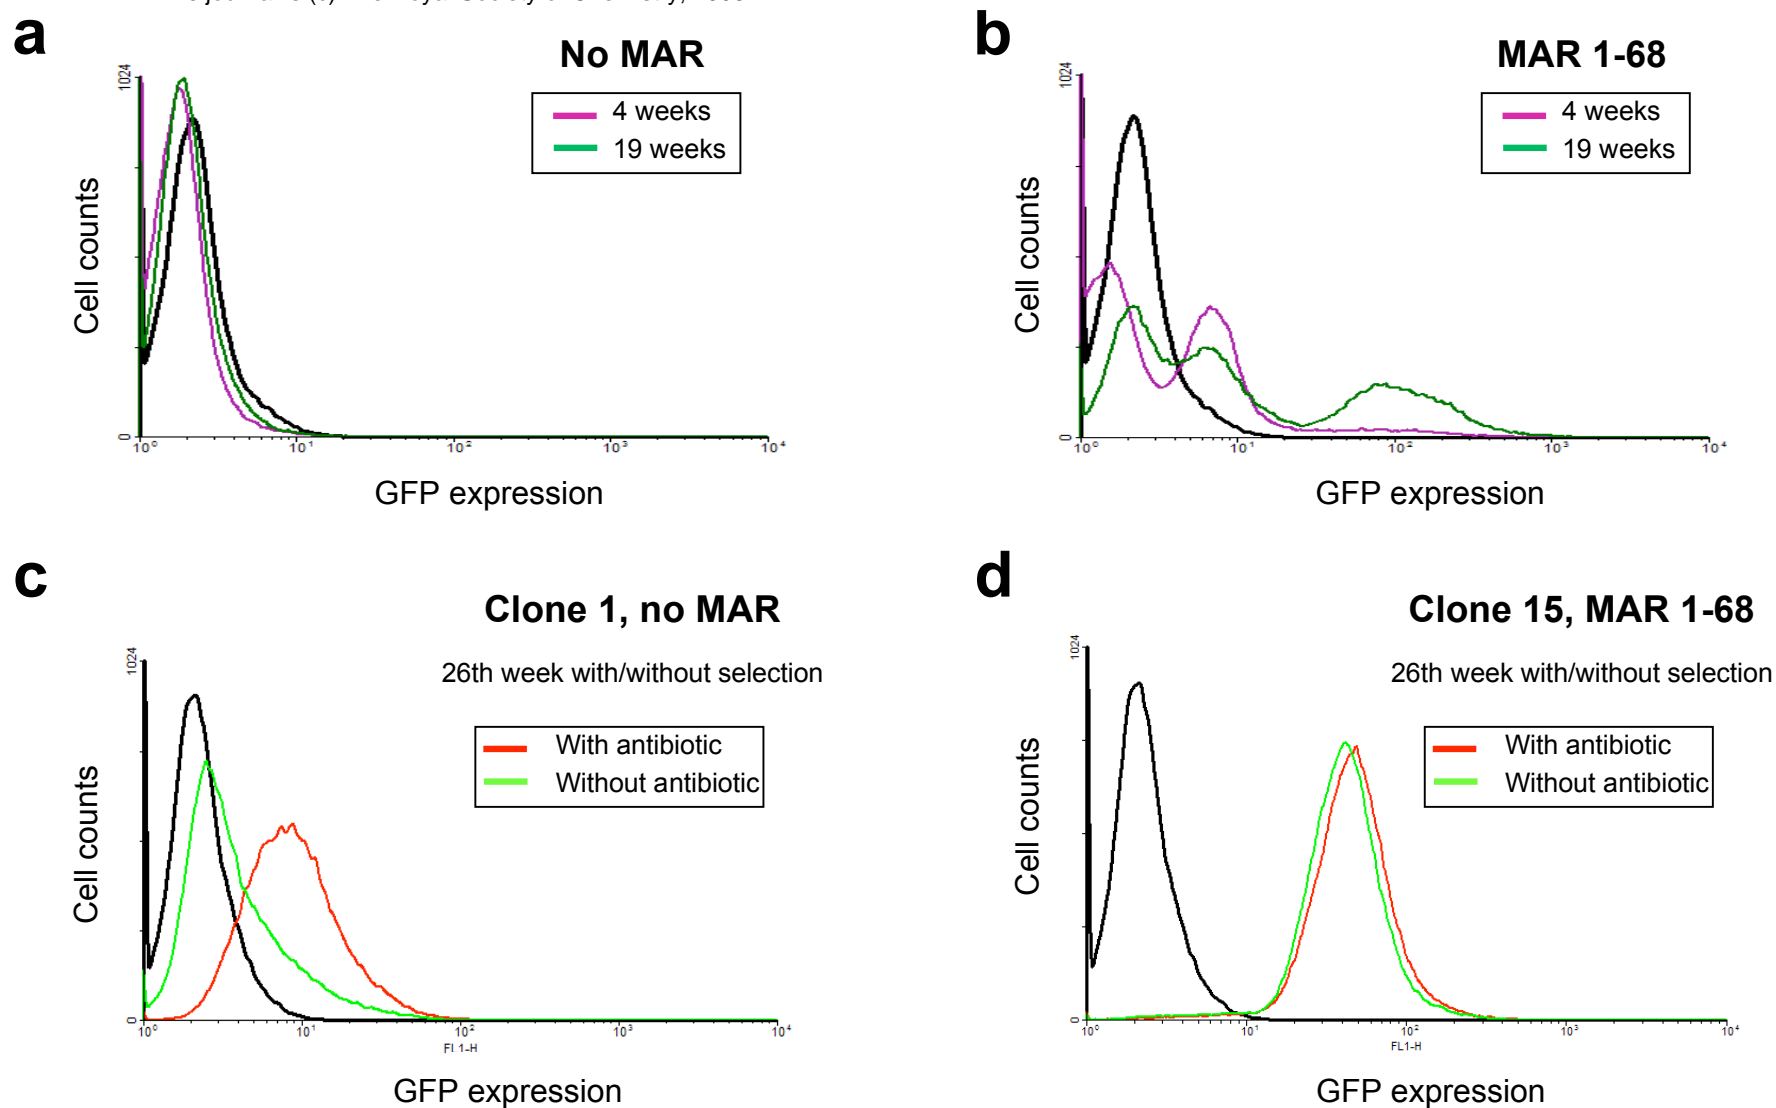 a
No MAR
1024
4 weeks
19 weeks
Cell counts
0
10⁰ 10¹ 10² 10³ 10⁴
GFP expression
b
MAR 1-68
1024
4 weeks
19 weeks
Cell counts
0
10⁰ 10¹ 10² 10³ 10⁴
GFP expression
c
Clone 1, no MAR
26th week with/without selection
1024
With antibiotic
Without antibiotic
Cell counts
0
10⁰ 10¹ 10² 10³ 10⁴
FL1-H
GFP expression
d
Clone 15, MAR 1-68
26th week with/without selection
1024
With antibiotic
Without antibiotic
Cell counts
0
10⁰ 10¹ 10² 10³ 10⁴
FL1-H
GFP expression